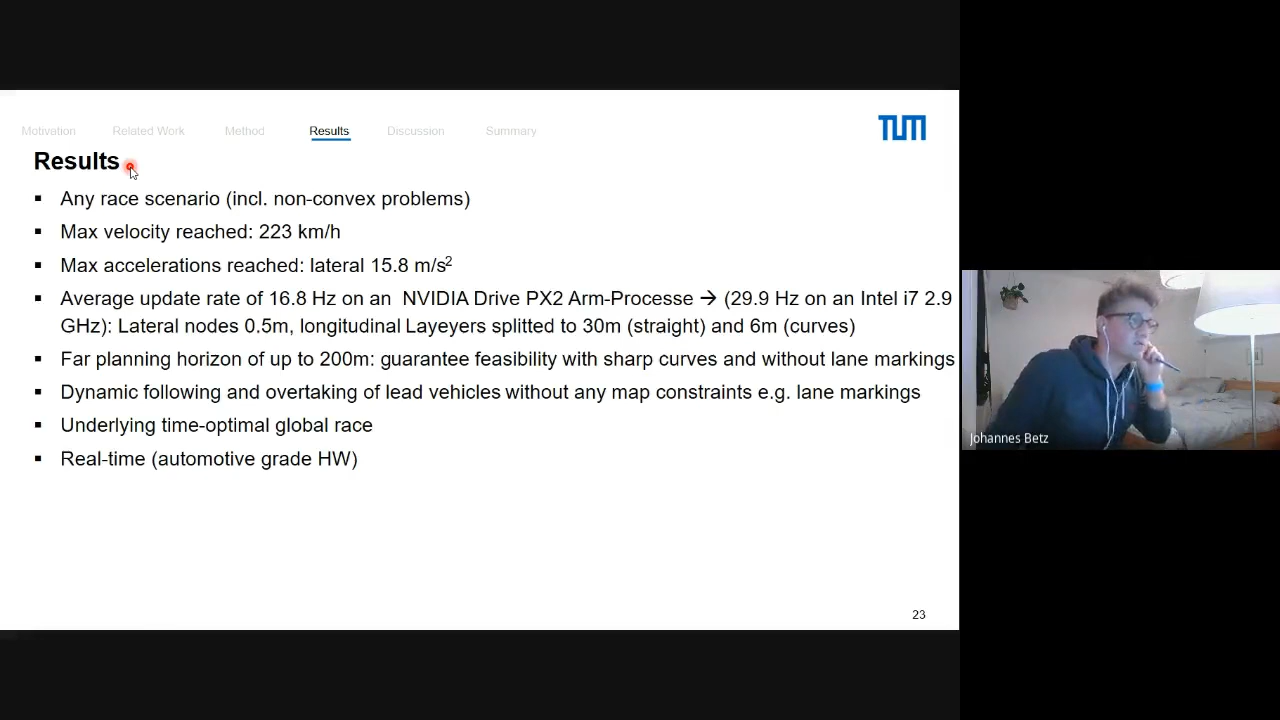 Motivation Related Work Method Results Discussion Summary
TUM
Results
Any race scenario (incl. non-convex problems)
Max velocity reached: 223 km/h
Max accelerations reached: lateral 15.8 m/s²
Average update rate of 16.8 Hz on an NVIDIA Drive PX2 Arm-Processe → (29.9 Hz on an Intel i7 2.9
GHz): Lateral nodes 0.5m, longitudinal Layeyers splitted to 30m (straight) and 6m (curves)
Far planning horizon of up to 200m: guarantee feasibility with sharp curves and without lane markings
Dynamic following and overtaking of lead vehicles without any map constraints e.g. lane markings
Underlying time-optimal global race
Real-time (automotive grade HW)
23
Johannes Betz